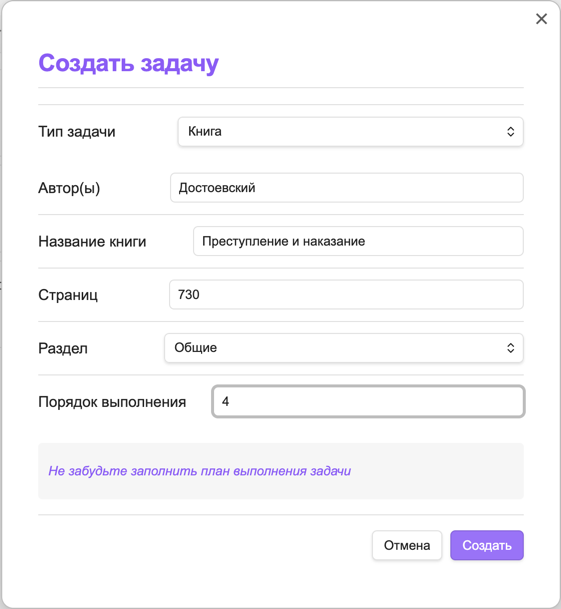 Создать задачу
Тип задачи Книга
Автор(ы) Достоевский
Название книги Преступление и наказание
Страниц 730
Раздел Общие
Порядок выполнения 4
Не забудьте заполнить план выполнения задачи
Отмена Создать